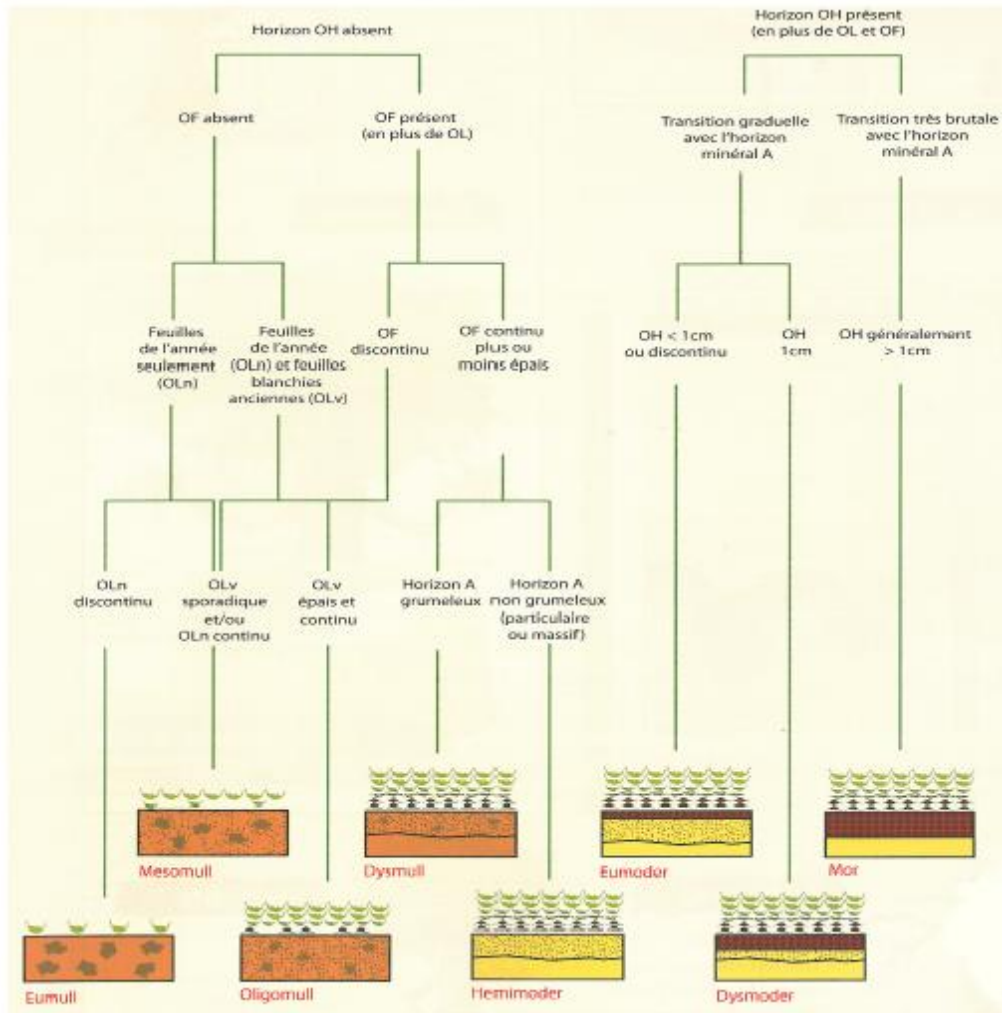 Horizon OH absent
Horizon OH présent
(en plus de OL et OF)
OF absent
OF présent
(en plus de OL)
Transition graduelle
avec l'horizon
minéral A
Transition très brutale
avec l'horizon
minéral A
Feuilles
de l'année
seulement
(OLn)
Feuilles
de l'année
(OLn) et feuilles
blanchies
anciennes (OLv)
OF
discontinu
OF continu
plus ou
moins épais
OH < 1cm
ou discontinu
OH
1cm
OH généralement
> 1cm
OLn
discontinu
OLv
sporadique
et/ou
OLn continu
OLv
épais et
continu
Horizon A
grumeleux
Horizon A
non grumeleux
(particulaire
ou massif)
Mesomull
Dysmull
Eumoder
Mor
Eumull
Oligomull
Hemimoder
Dysmoder